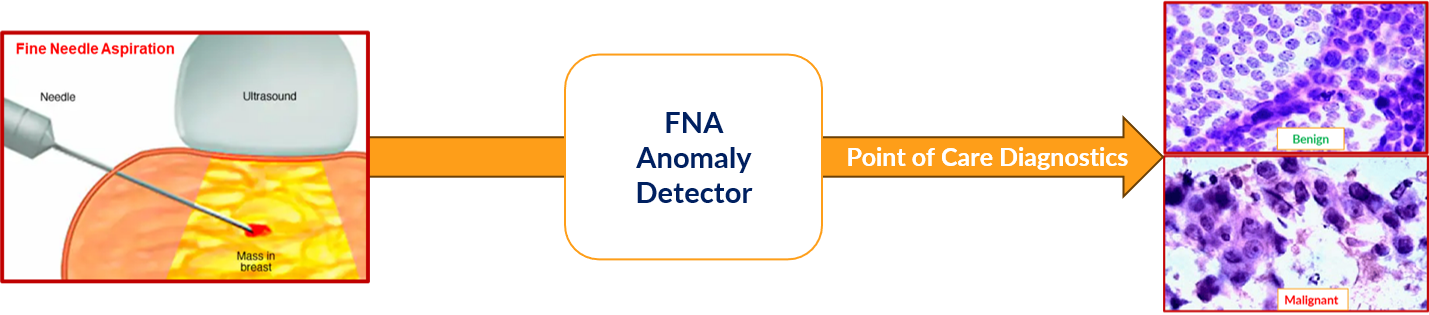 Fine Needle Aspiration
Needle
Ultrasound
Mass in
breast
FNA
Anomaly
Detector
Point of Care Diagnostics
Benign
Malignant